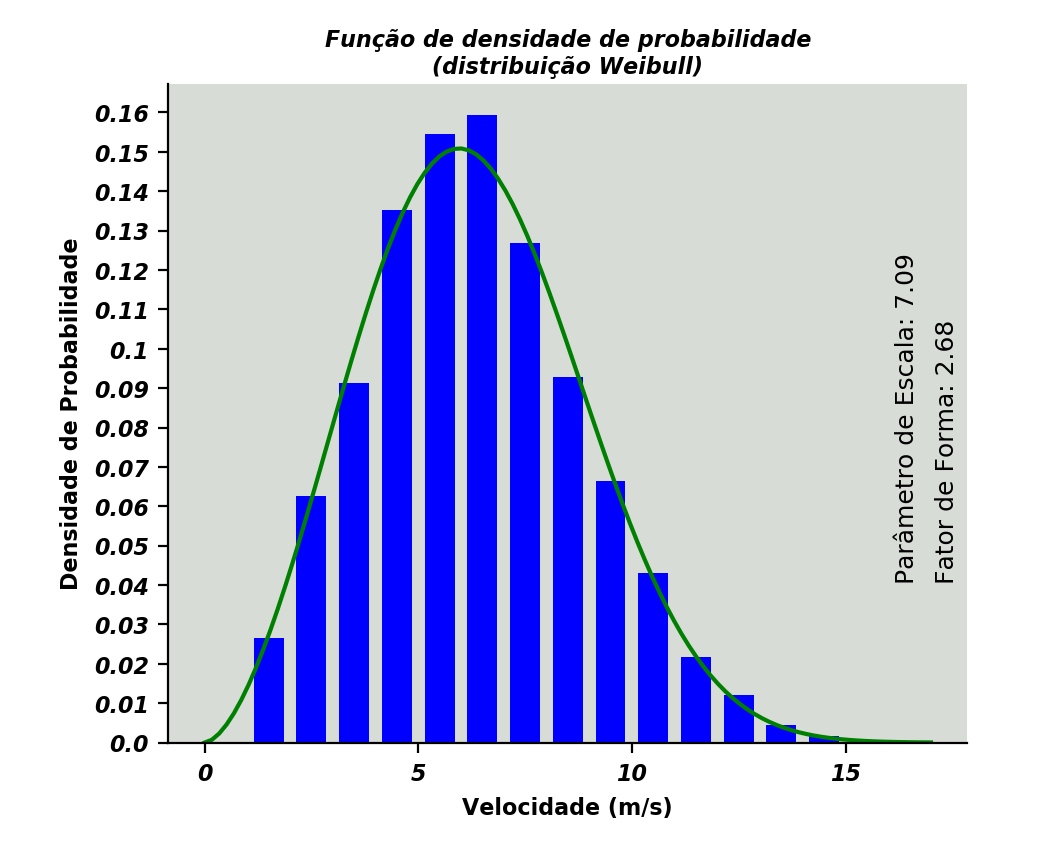 Função de densidade de probabilidade
(distribuição Weibull)
Densidade de Probabilidade
0.16
0.15
0.14
0.13
0.12
0.11
0.1
0.09
0.08
0.07
0.06
0.05
0.04
0.03
0.02
0.01
0.0
Parâmetro de Escala: 7.09
Fator de Forma: 2.68
0 5 10 15
Velocidade (m/s)